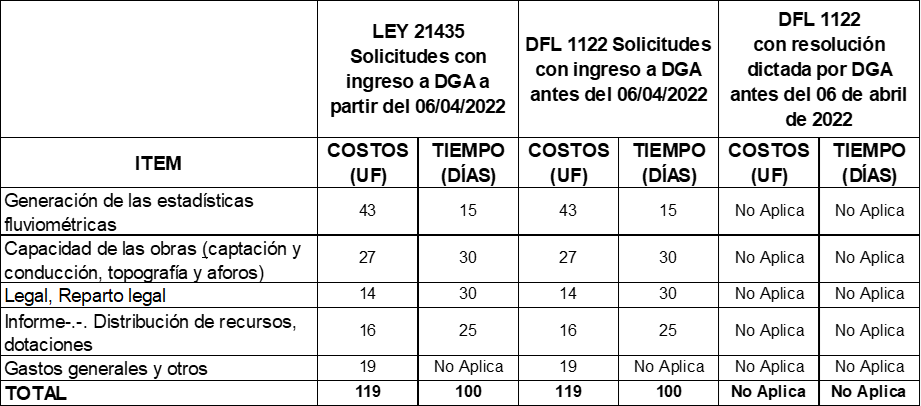 LEY 21435
Solicitudes con
ingreso a DGA a
partir del 06/04/2022
DFL 1122 Solicitudes
con ingreso a DGA
antes del 06/04/2022
DFL 1122
con resolución
dictada por DGA
antes del 06 de abril
de 2022
ITEM
COSTOS
(UF)
TIEMPO
(DÍAS)
COSTOS
(UF)
TIEMPO
(DÍAS)
COSTOS
(UF)
TIEMPO
(DÍAS)
Generación de las estadísticas
fluviométricas
43 15 43 15 No Aplica No Aplica
Capacidad de las obras (captación y
conducción, topografía y aforos)
27 30 27 30 No Aplica No Aplica
Legal, Reparto legal 14 30 14 30 No Aplica No Aplica
Informe-.-. Distribución de recursos,
dotaciones
16 25 16 25 No Aplica No Aplica
Gastos generales y otros 19 No Aplica 19 No Aplica No Aplica No Aplica
TOTAL 119 100 119 100 No Aplica No Aplica